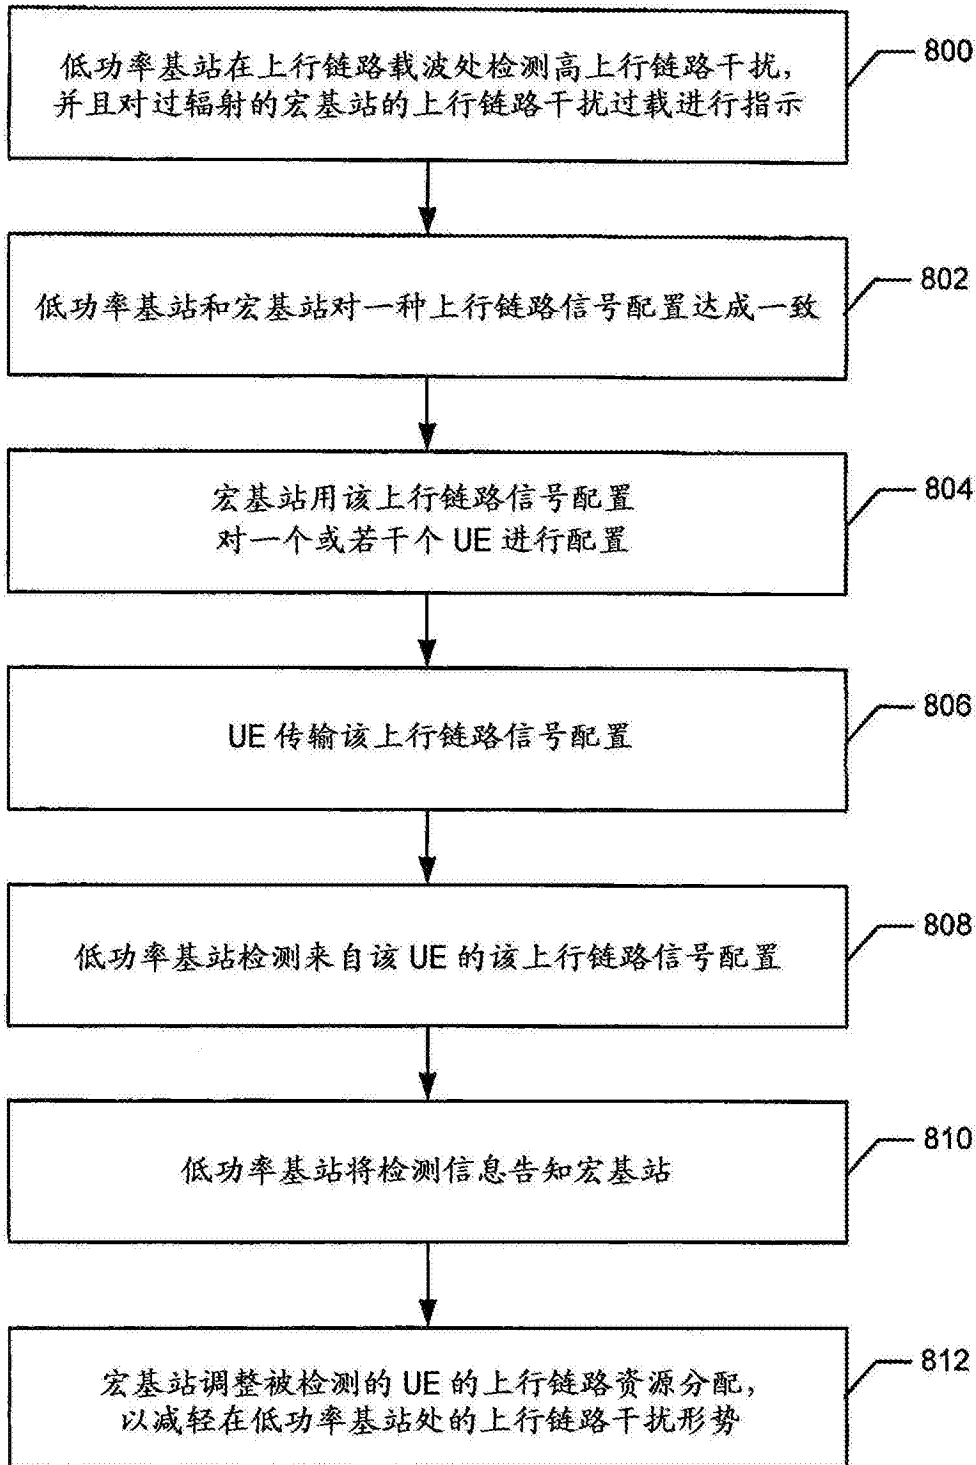 低功率基站在上行链路载波处检测高上行链路干扰，
并且对过辐射的宏基站的上行链路干扰过载进行指示
800
低功率基站和宏基站对一种上行链路信号配置达成一致
802
宏基站用该上行链路信号配置
对一个或若干个 UE 进行配置
804
UE 传输该上行链路信号配置
806
低功率基站检测来自该 UE 的该上行链路信号配置
808
低功率基站将检测信息告知宏基站
810
宏基站调整被检测的 UE 的上行链路资源分配，
以减轻在低功率基站处的上行链路干扰形势
812